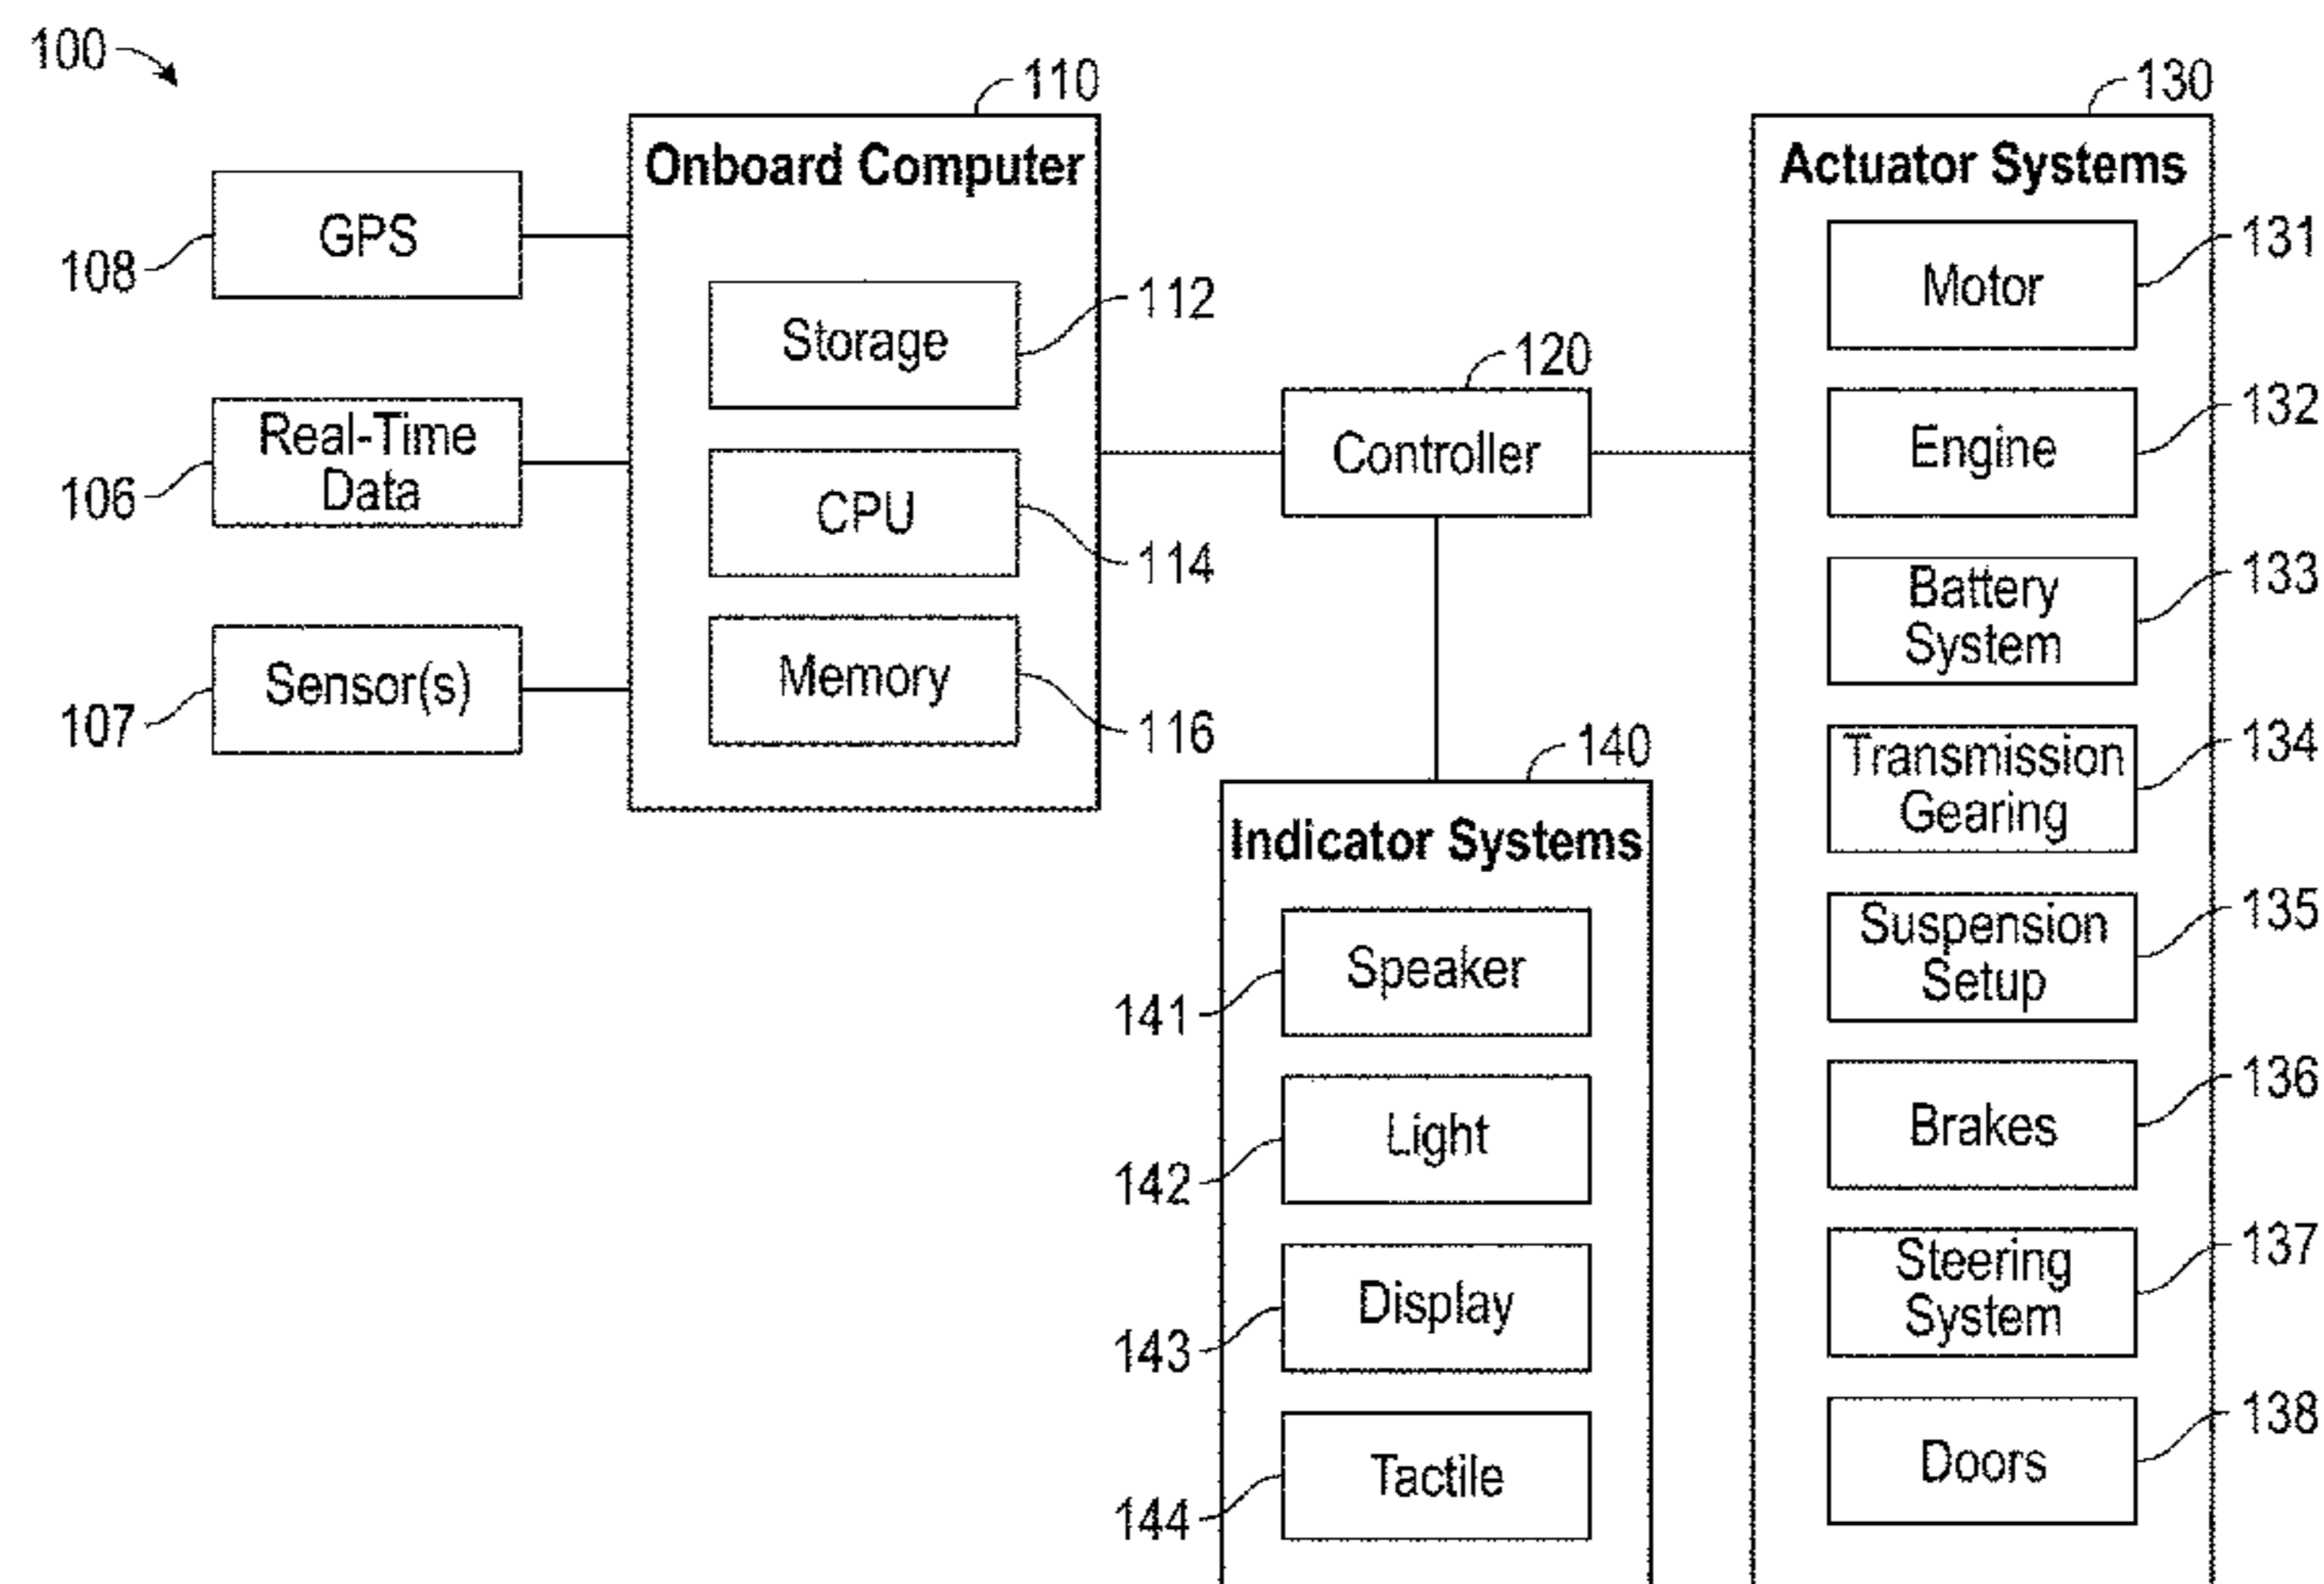 100
110
130
Onboard Computer
Actuator Systems
GPS
108
Storage
112
Motor
131
Real-Time
Data
106
CPU
114
120
Controller
Engine
132
Sensor(s)
107
Memory
116
Battery
System
133
140
Indicator Systems
Transmission
Gearing
134
Speaker
141
Suspension
Setup
135
Light
142
Brakes
136
Display
143
Steering
System
137
Tactile
144
Doors
138